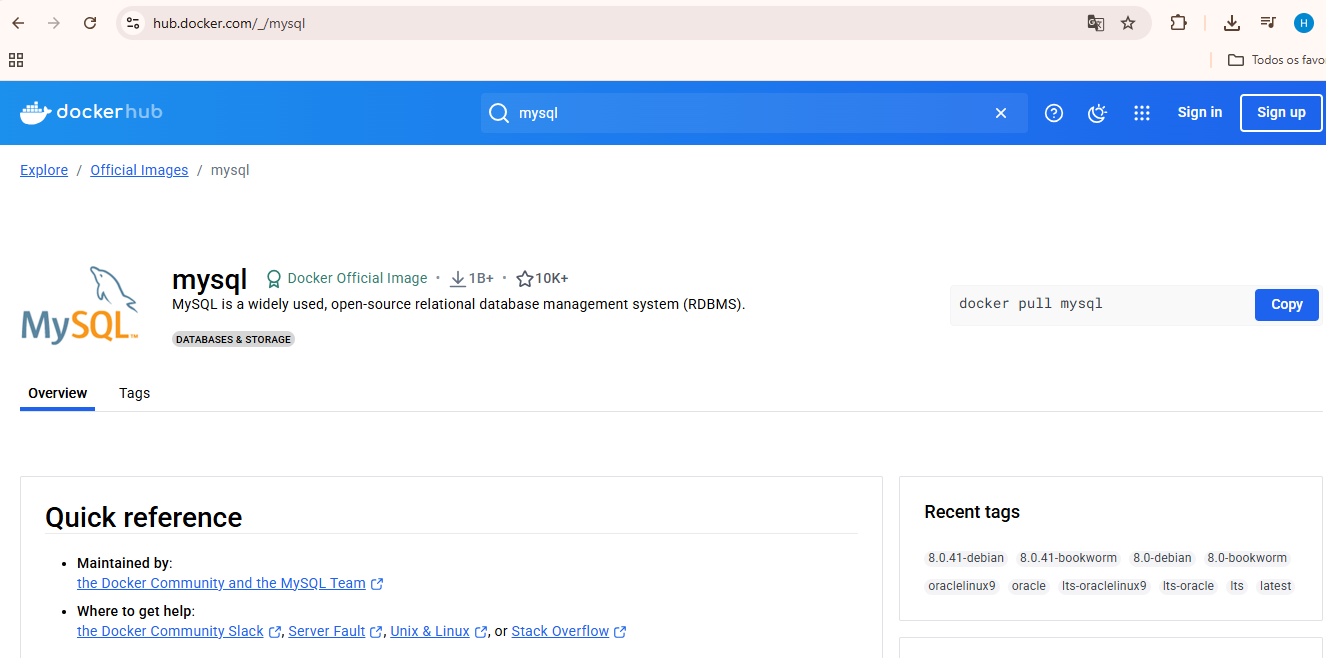 hub.docker.com/_/mysql
Todos os favo
dockerhub
mysql
Sign in
Sign up
Explore / Official Images / mysql
MySQL™
mysql
Docker Official Image · 1B+ · 10K+
MySQL is a widely used, open-source relational database management system (RDBMS).
DATABASES & STORAGE
docker pull mysql
Copy
Overview
Tags
Quick reference
• Maintained by:
the Docker Community and the MySQL Team
• Where to get help:
the Docker Community Slack, Server Fault, Unix & Linux, or Stack Overflow
Recent tags
8.0.41-debian 8.0.41-bookworm 8.0-debian 8.0-bookworm
oraclelinux9 oracle lts-oraclelinux9 lts-oracle lts latest
H